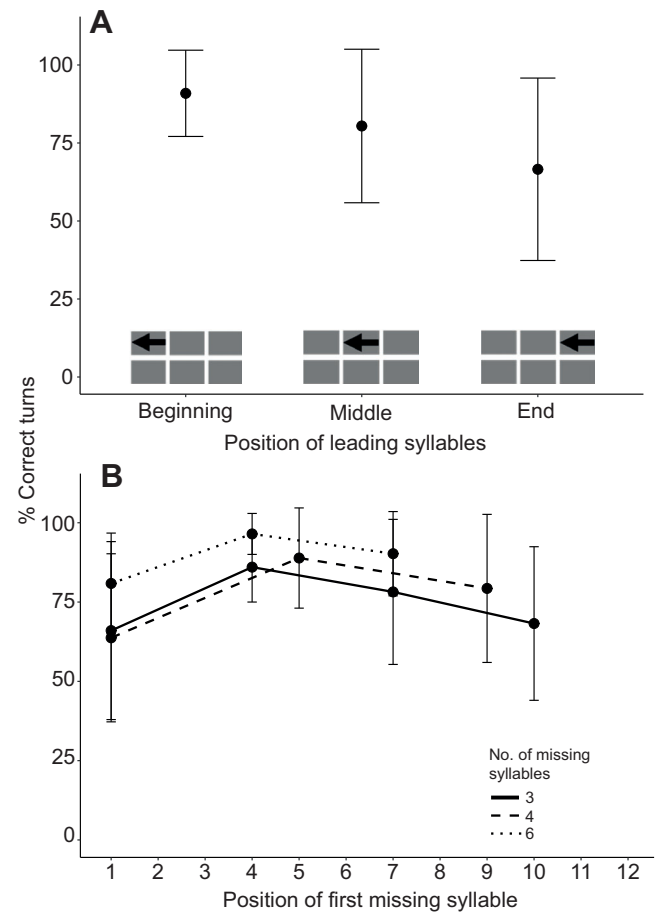 A
100
75
50
25
0
Beginning Middle End
Position of leading syllables
% Correct turns
B
100
75
50
25
0
No. of missing
syllables
3
4
6
1 2 3 4 5 6 7 8 9 10 11 12
Position of first missing syllable